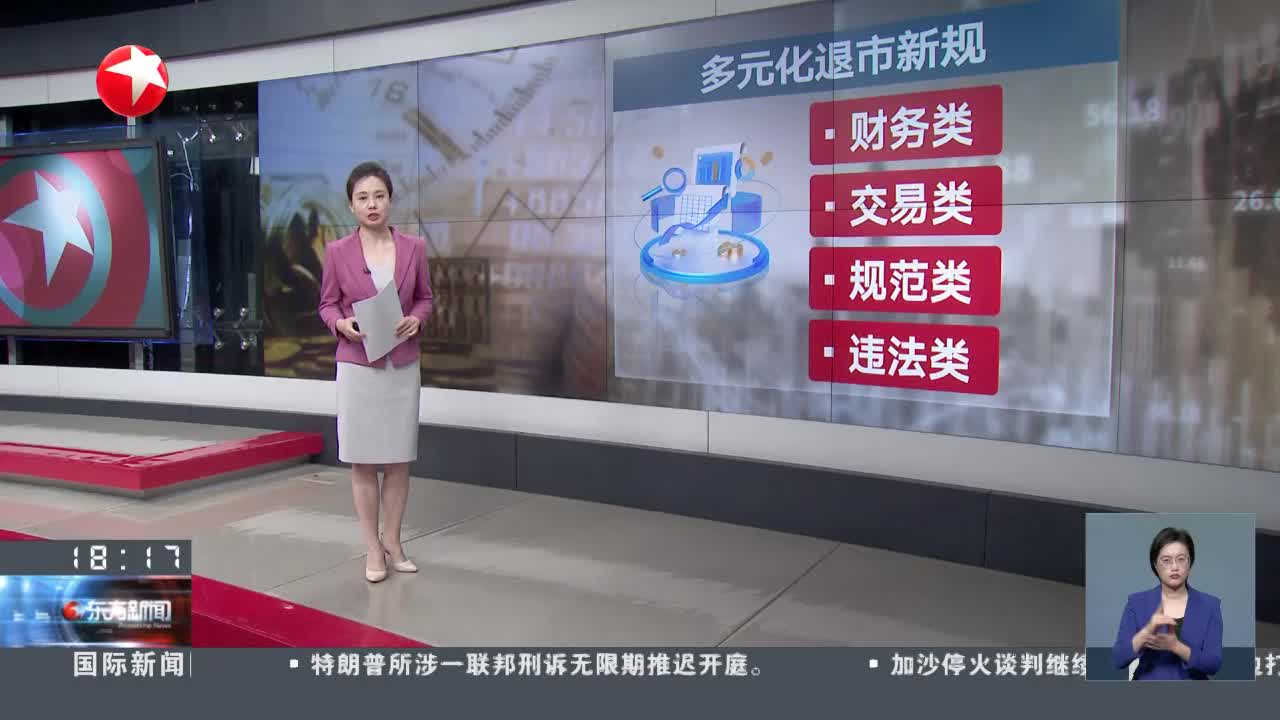 多元化退市新规
财务类
交易类
规范类
违法类
16
26.
18:17
东方新闻
国际新闻
特朗普所涉一联邦刑诉无限期推迟开庭。
加沙停火谈判继续